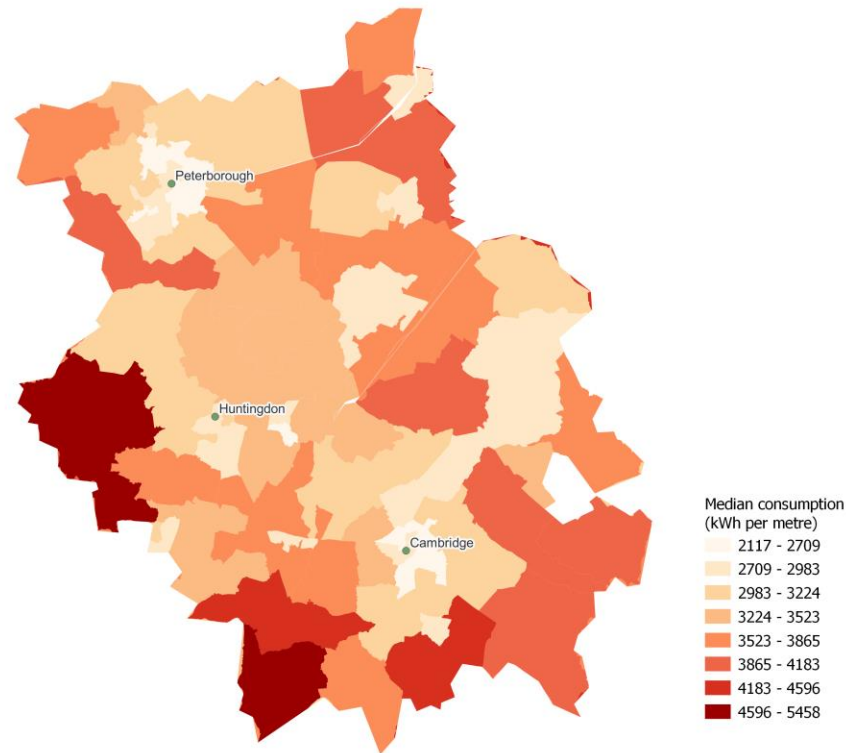 Peterborough
Huntingdon
Cambridge
Median consumption
(kWh per metre)
2117 - 2709
2709 - 2983
2983 - 3224
3224 - 3523
3523 - 3865
3865 - 4183
4183 - 4596
4596 - 5458